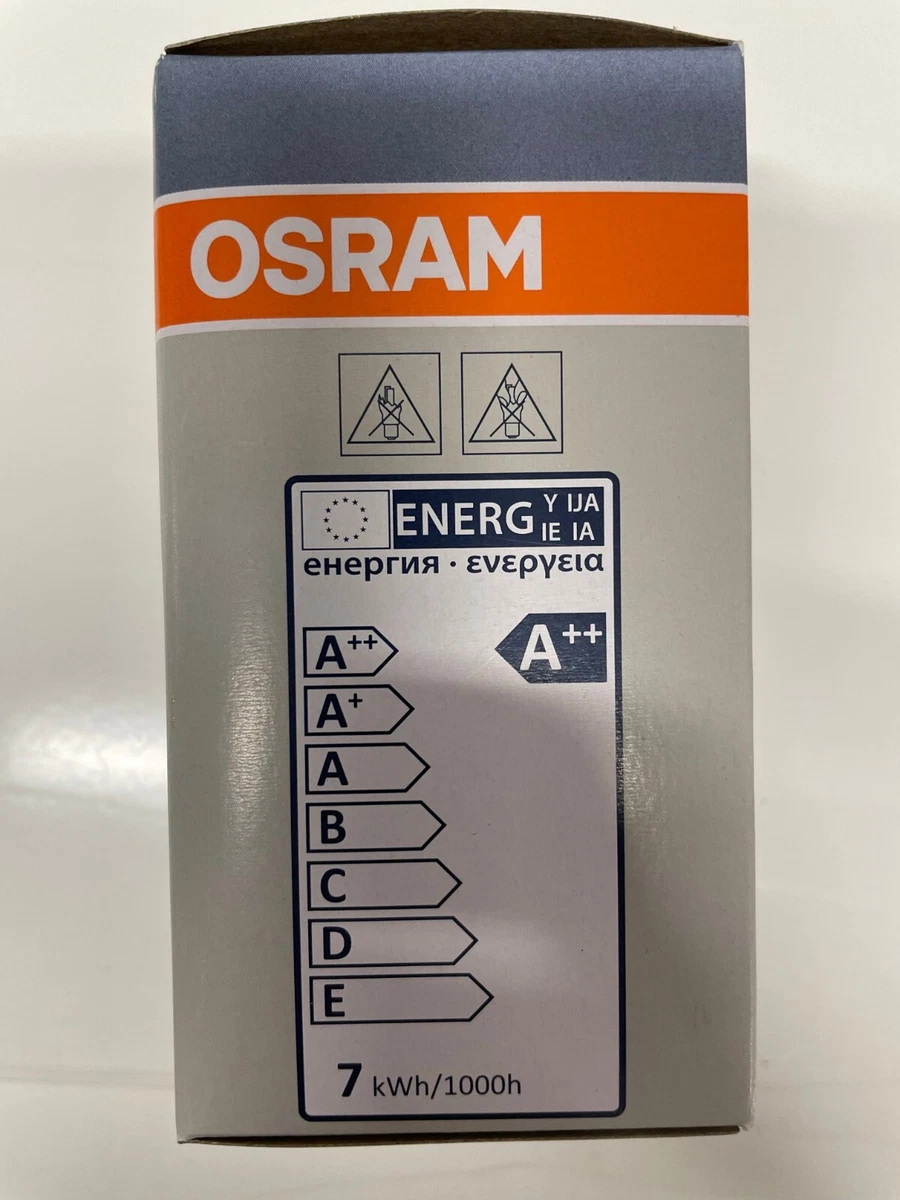 OSRAM
ENERG Y IJA
IE IA
енергия · ενεργεια
A++
A++
A+
A
B
C
D
E
7 kWh/1000h